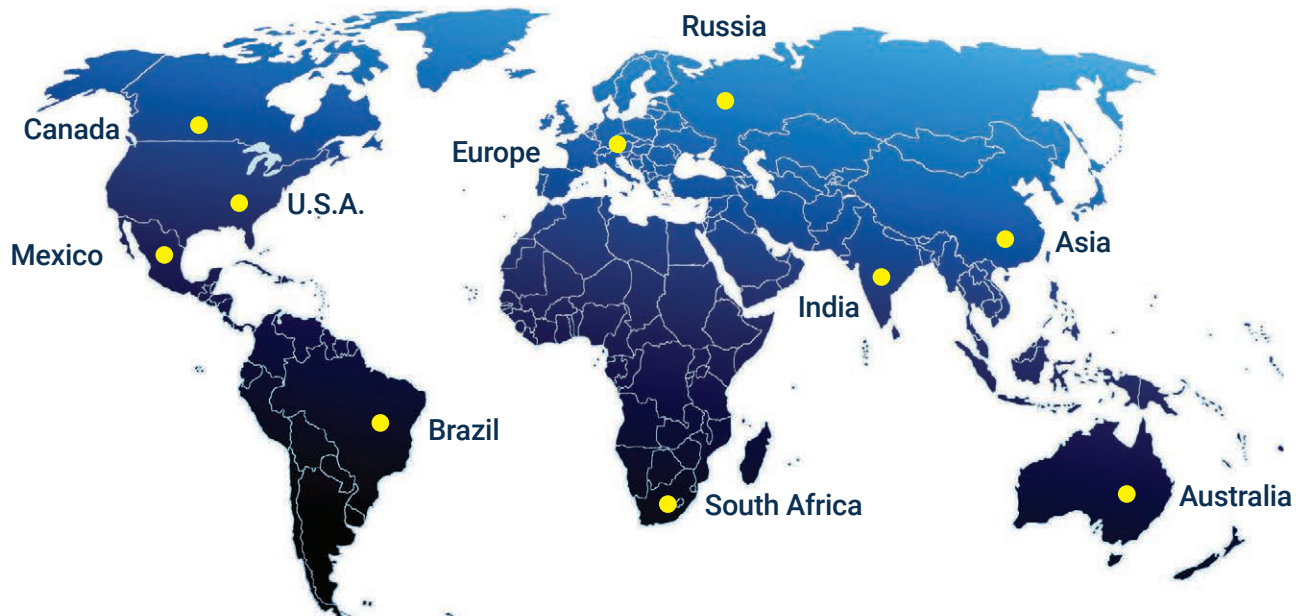 Russia
Canada
Europe
U.S.A.
Mexico
Asia
India
Brazil
South Africa
Australia